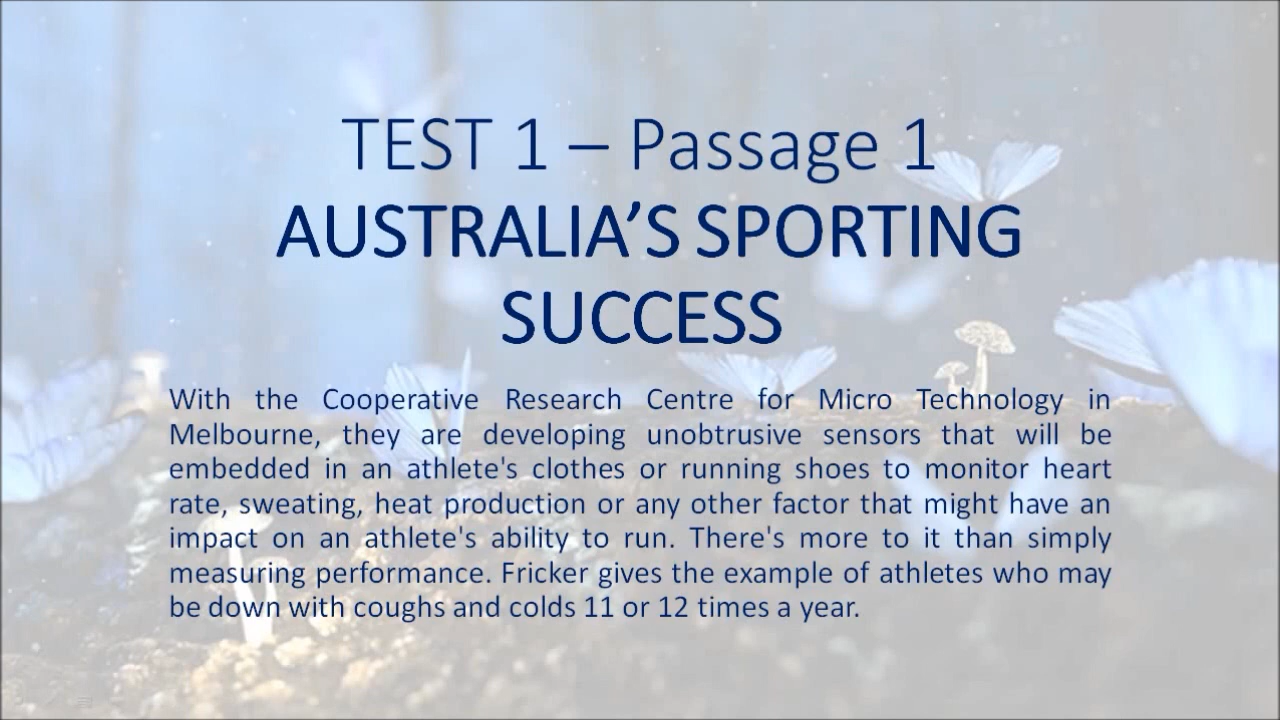 TEST 1 – Passage 1
AUSTRALIA’S SPORTING
SUCCESS
With the Cooperative Research Centre for Micro Technology in
Melbourne, they are developing unobtrusive sensors that will be
embedded in an athlete's clothes or running shoes to monitor heart
rate, sweating, heat production or any other factor that might have an
impact on an athlete's ability to run. There's more to it than simply
measuring performance. Fricker gives the example of athletes who may
be down with coughs and colds 11 or 12 times a year.